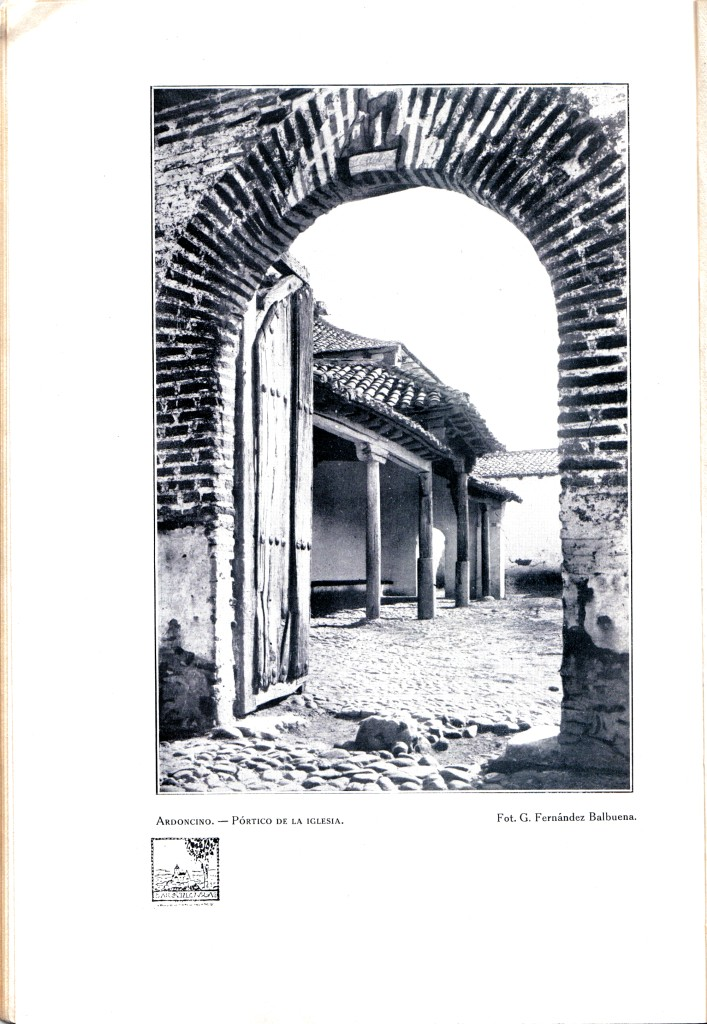 Ardoncino. — Pórtico de la iglesia.
Fot. G. Fernández Balbuena.